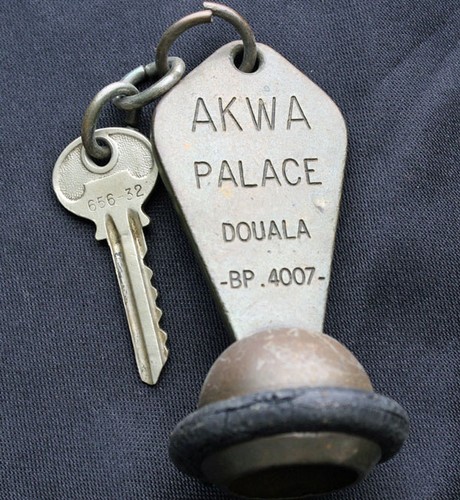 AKWA
PALACE
DOUALA
-BP.4007-
656 32